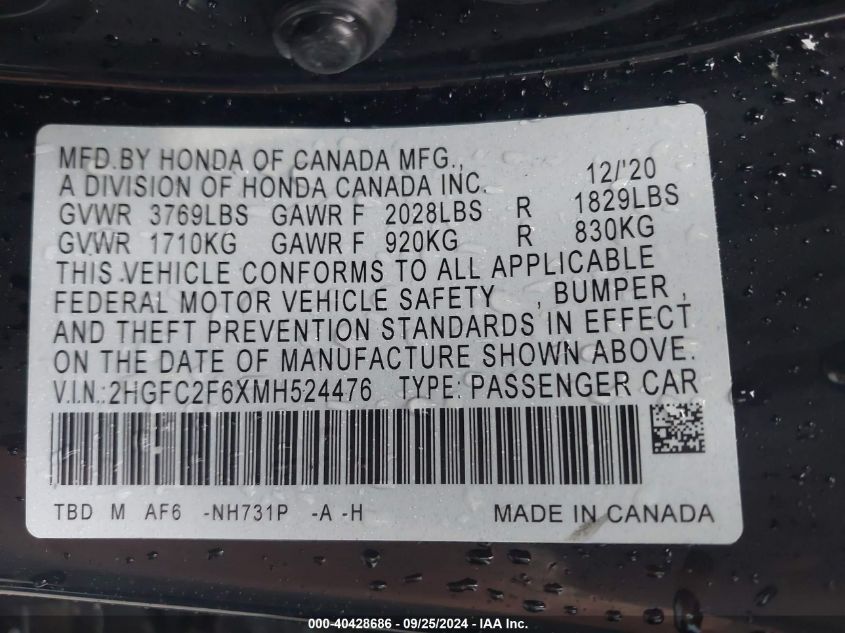 MFD.BY HONDA OF CANADA MFG.,
A DIVISION OF HONDA CANADA INC. 12/'20
GVWR 3769LBS GAWR F 2028LBS R 1829LBS
GVWR 1710KG GAWR F 920KG R 830KG
THIS VEHICLE CONFORMS TO ALL APPLICABLE
FEDERAL MOTOR VEHICLE SAFETY , BUMPER ,
AND THEFT PREVENTION STANDARDS IN EFFECT
ON THE DATE OF MANUFACTURE SHOWN ABOVE.
V.I.N.:2HGFC2F6XMH524476 TYPE: PASSENGER CAR
TBD M AF6 -NH731P -A -H MADE IN CANADA
000-40428686 - 09/25/2024 - IAA Inc.